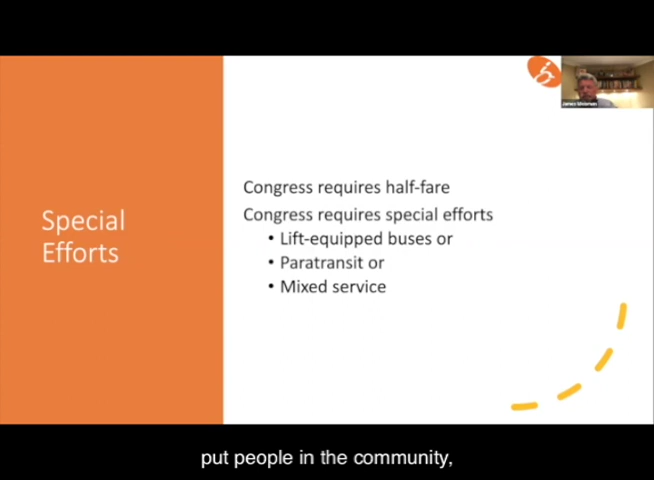 Special
Efforts
Congress requires half-fare
Congress requires special efforts
• Lift-equipped buses or
• Paratransit or
• Mixed service
put people in the community,